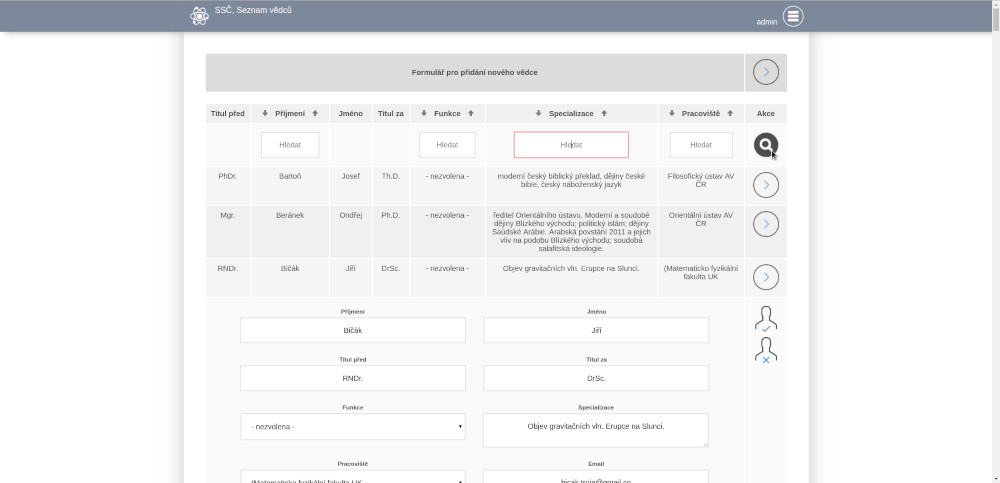 SSČ, Seznam vědců
admin
Formulář pro přidání nového vědce
Titul před Příjmení Jméno Titul za Funkce Specializace Pracoviště Akce
Hledat Hledat Hledat Hledat
PhDr. Bartoň Josef Th.D. - nezvolena - moderní český biblický překlad, dějiny české Filosofický ústav AV
bible, český náboženský jazyk ČR
Mgr. Beránek Ondřej Ph.D. - nezvolena - ředitel Orientálního ústavu. Moderní a soudobé Orientální ústav AV
dějiny Blízkého východu; politický islám; dějiny ČR
Saúdské Arábie. Arabská povstání 2011 a jejich
vliv na podobu Blízkého východu; soudobá
salafitská ideologie.
RNDr. Bičák Jiří DrSc. - nezvolena - Objev gravitačních vln. Erupce na Slunci. (Matematicko fyzikální
fakulta UK
Příjmení Jméno
Bičák Jiří
Titul před Titul za
RNDr. DrSc.
Funkce Specializace
- nezvolena - Objev gravitačních vln. Erupce na Slunci.
Pracoviště Email
(Matematicko fyzikální fakulta UK